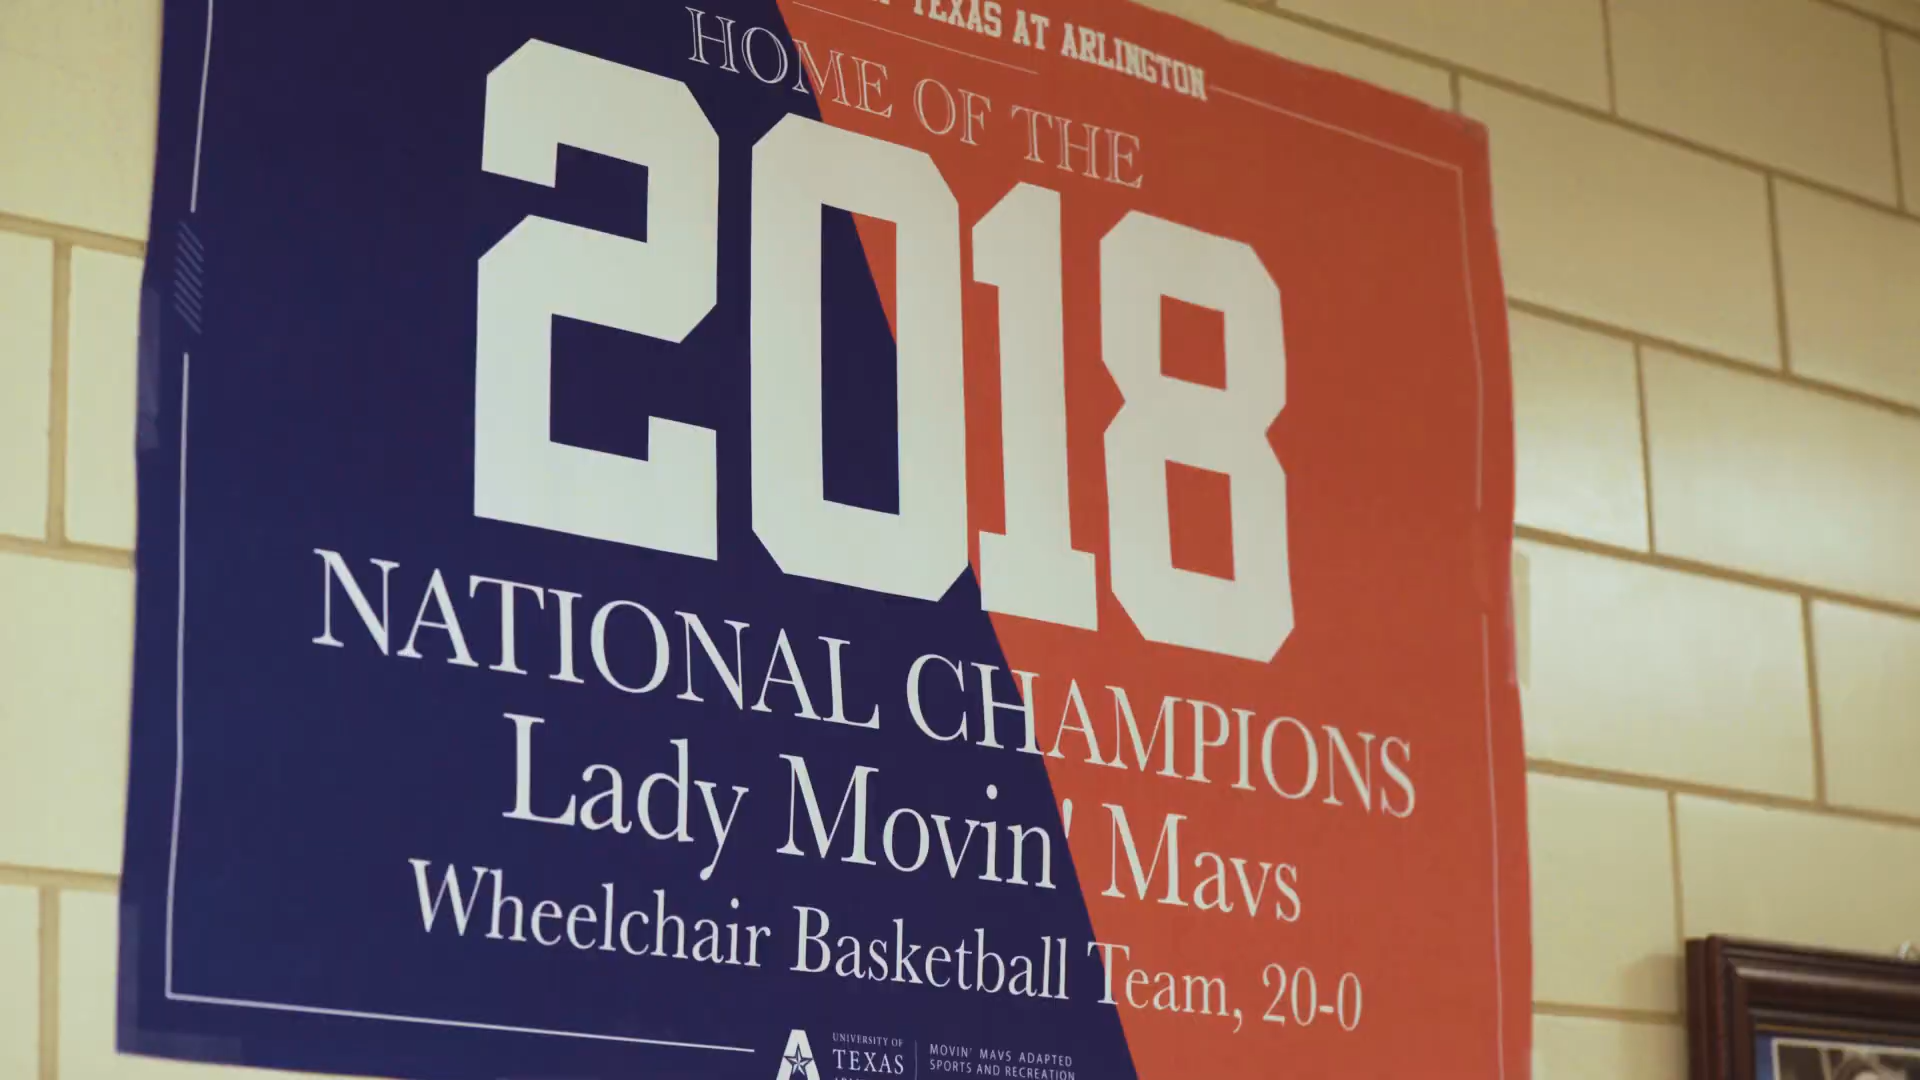 TEXAS AT ARLINGTON
HOME OF THE
2018
NATIONAL CHAMPIONS
Lady Movin' Mavs
Wheelchair Basketball Team, 20-0
UNIVERSITY OF
TEXAS
MOVIN' MAVS ADAPTED
SPORTS AND RECREATION